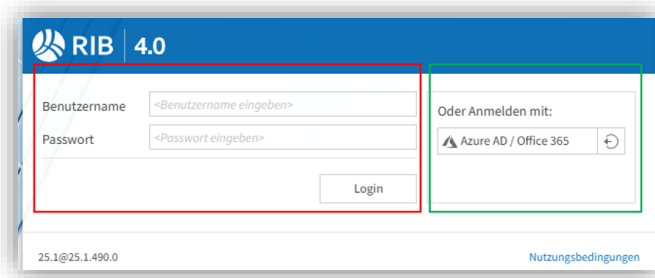 RIB 4.0
Benutzername <Benutzername eingeben>
Passwort <Passwort eingeben>
Login
Oder Anmelden mit:
Azure AD / Office 365
25.1@25.1.490.0
Nutzungsbedingungen